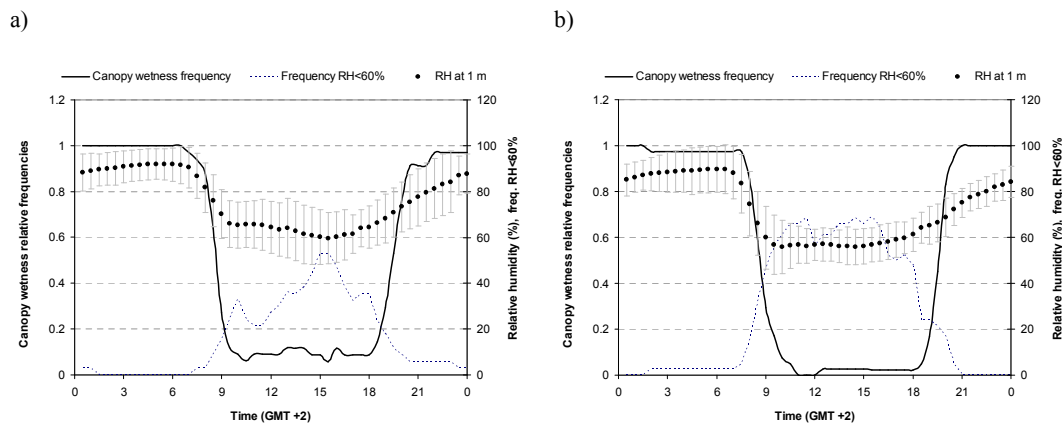 a)
Canopy wetness frequency Frequency RH<60% RH at 1 m
1.2 120
1 100
0.8 80
0.6 60
0.4 40
0.2 20
0 0
0 3 6 9 12 15 18 21 0
Time (GMT +2)
Canopy wetness relative frequencies
Relative humidity (%), freq. RH<60%
b)
Canopy wetness frequency Frequency RH<60% RH at 1 m
1.2 120
1 100
0.8 80
0.6 60
0.4 40
0.2 20
0 0
0 3 6 9 12 15 18 21 0
Time (GMT +2)
Canopy wetness relative frequencies
Relative humidity (%), freq. RH<60%